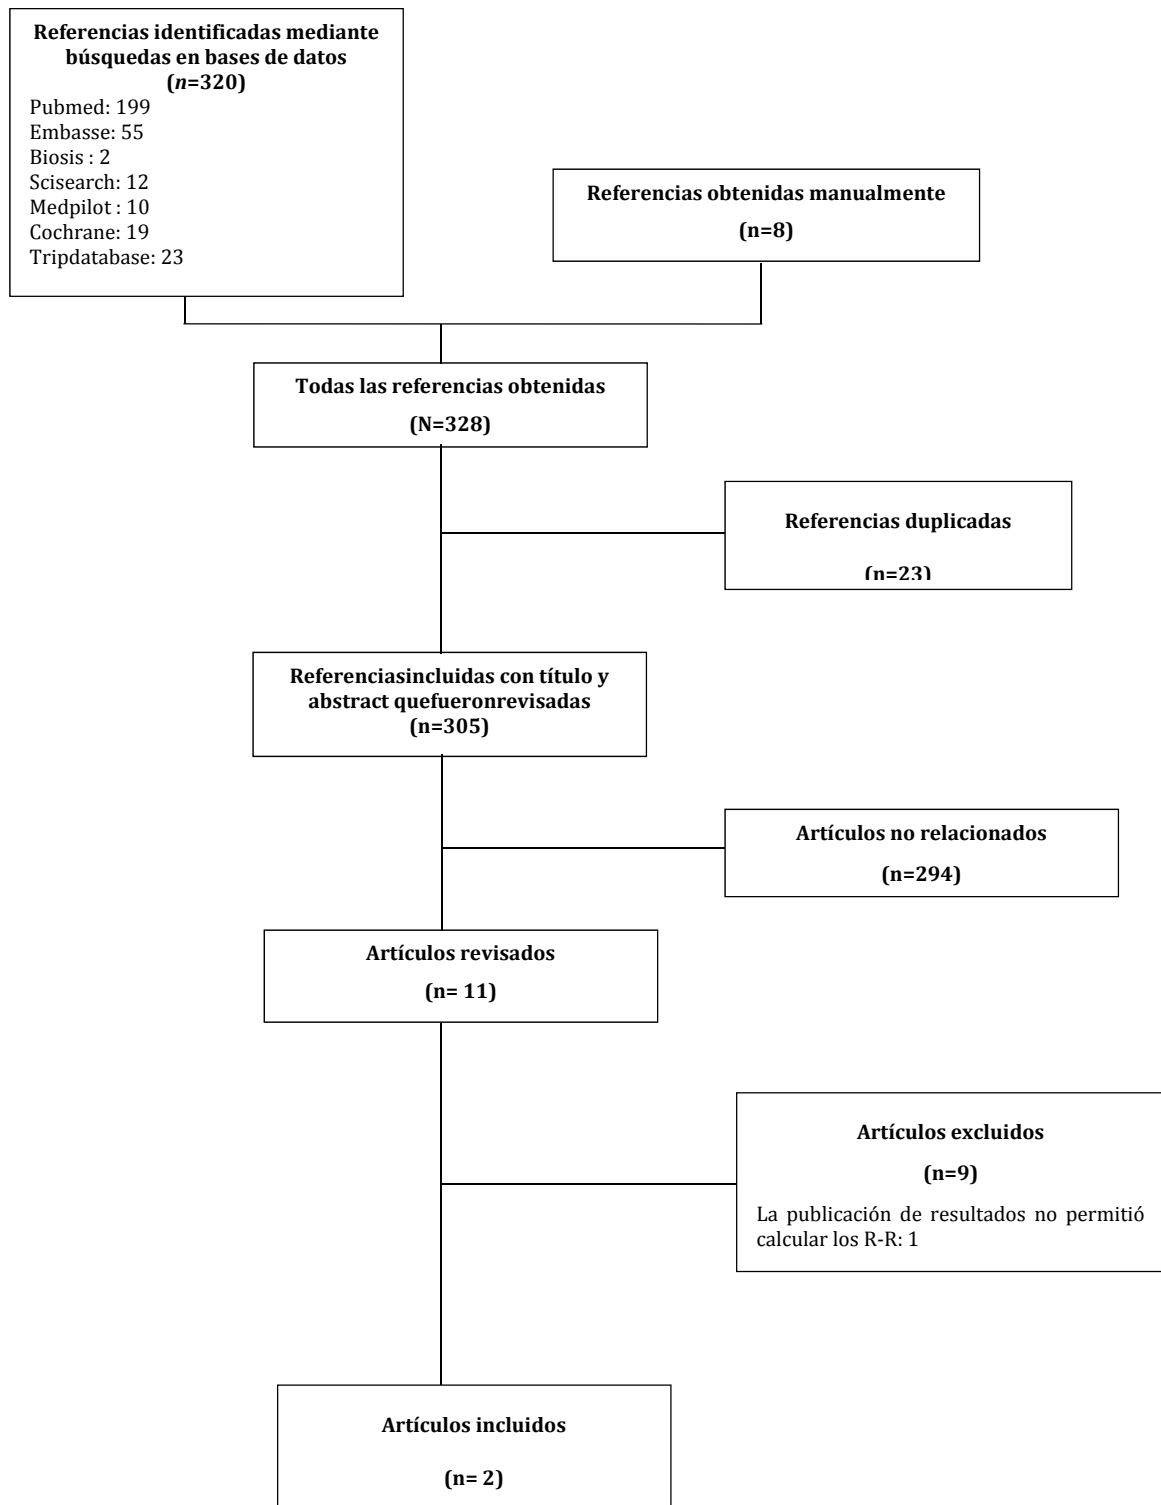 Referencias identificadas mediante
búsquedas en bases de datos
(n=320)
Pubmed: 199
Embasse: 55
Biosis : 2
Scisearch: 12
Medpilot : 10
Cochrane: 19
Tripdatabase: 23
Referencias obtenidas manualmente
(n=8)
Todas las referencias obtenidas
(N=328)
Referencias duplicadas
(n=23)
Referenciasincluidas con título y
abstract quefueronrevisadas
(n=305)
Artículos no relacionados
(n=294)
Artículos revisados
(n= 11)
Artículos excluidos
(n=9)
La publicación de resultados no permitió
calcular los R-R: 1
Artículos incluidos
(n= 2)